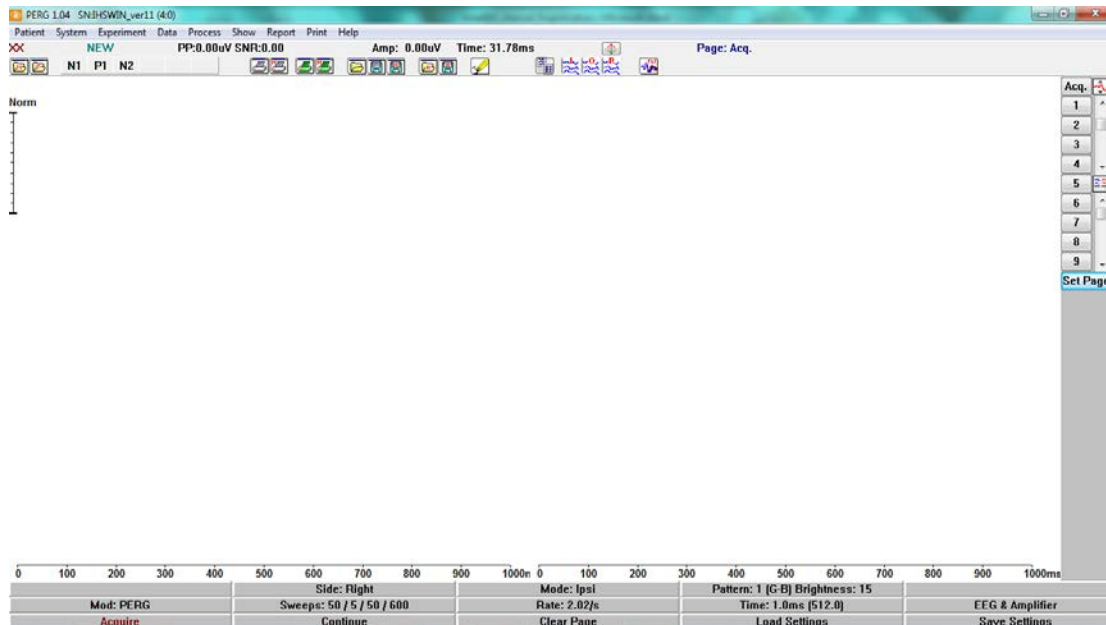 PERG 1.04 SN:IHSWIN_ver11 (4:0)
Patient System Experiment Data Process Show Report Print Help
XX NEW PP:0.00uV SNR:0.00 Amp: 0.00uV Time: 31.78ms Page: Acq.
N1 P1 N2
Acq.
Norm
1
2
3
4
5
6
7
8
9
Set Page
0 100 200 300 400 500 600 700 800 900 1000m 0 100 200 300 400 500 600 700 800 900 1000ms
Side: Right Mode: Ipsi Pattern: 1 (G-B) Brightness: 15
Mod: PERG Sweeps: 50 / 5 / 50 / 600 Rate: 2.02/s Time: 1.0ms (512.0) EEG & Amplifier
Acquire Continue Clear Page Load Settings Save Settings